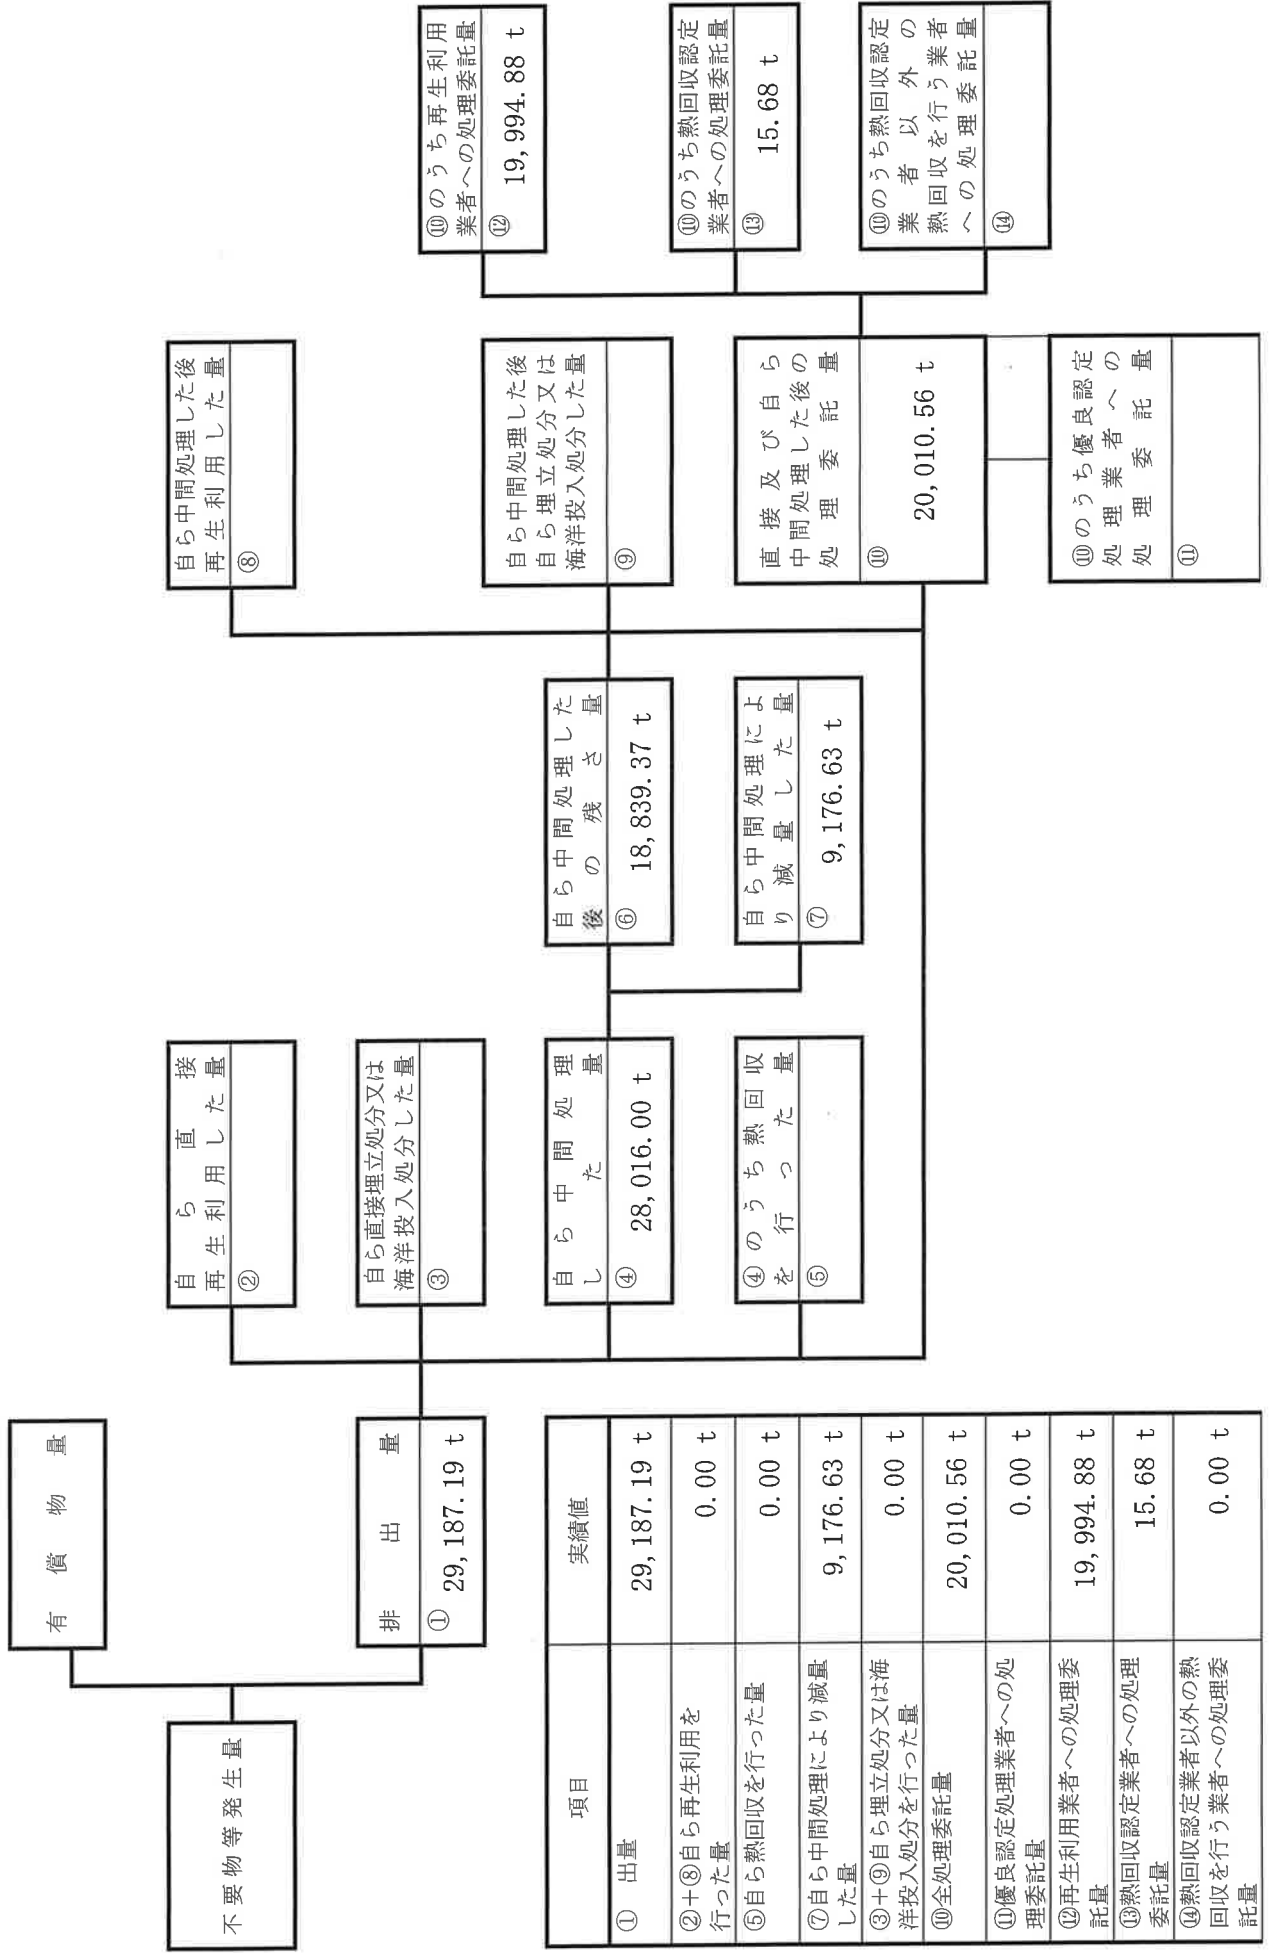 不要物等発生量
有償物量
排出量
① 29,187.19 t
自ら直接
再生利用した量
②
自ら直接埋立処分又は
海洋投入処分した量
③
自ら中間処理
した量
④ 28,016.00 t
④のうち熱回収
を行った量
⑤
自ら中間処理した
後の残さ量
⑥ 18,839.37 t
自ら中間処理によ
り減量した量
⑦ 9,176.63 t
自ら中間処理した後
再生利用した量
⑧
自ら中間処理した後
自ら埋立処分又は
海洋投入処分した量
⑨
直接及び自ら
中間処理した後の
処理委託量
⑩ 20,010.56 t
⑩のうち優良認定
処理業者への
処理委託量
⑪
⑩のうち再生利用
業者への処理委託量
⑫ 19,994.88 t
⑩のうち熱回収認定
業者への処理委託量
⑬ 15.68 t
⑩のうち熱回収認定
業者以外の
熱回収を行う業者
への処理委託量
⑭
項目 実績値
① 出量 29,187.19 t
②+⑧自ら再生利用を
行った量 0.00 t
⑤自ら熱回収を行った量 0.00 t
⑦自ら中間処理により減量
した量 9,176.63 t
③+⑨自ら埋立処分又は海
洋投入処分を行った量 0.00 t
⑩全処理委託量 20,010.56 t
⑪優良認定処理業者への処
理委託量 0.00 t
⑫再生利用業者への処理委
託量 19,994.88 t
⑬熱回収認定業者への処理
委託量 15.68 t
⑭熱回収認定業者以外の熱
回収を行う業者への処理委
託量 0.00 t